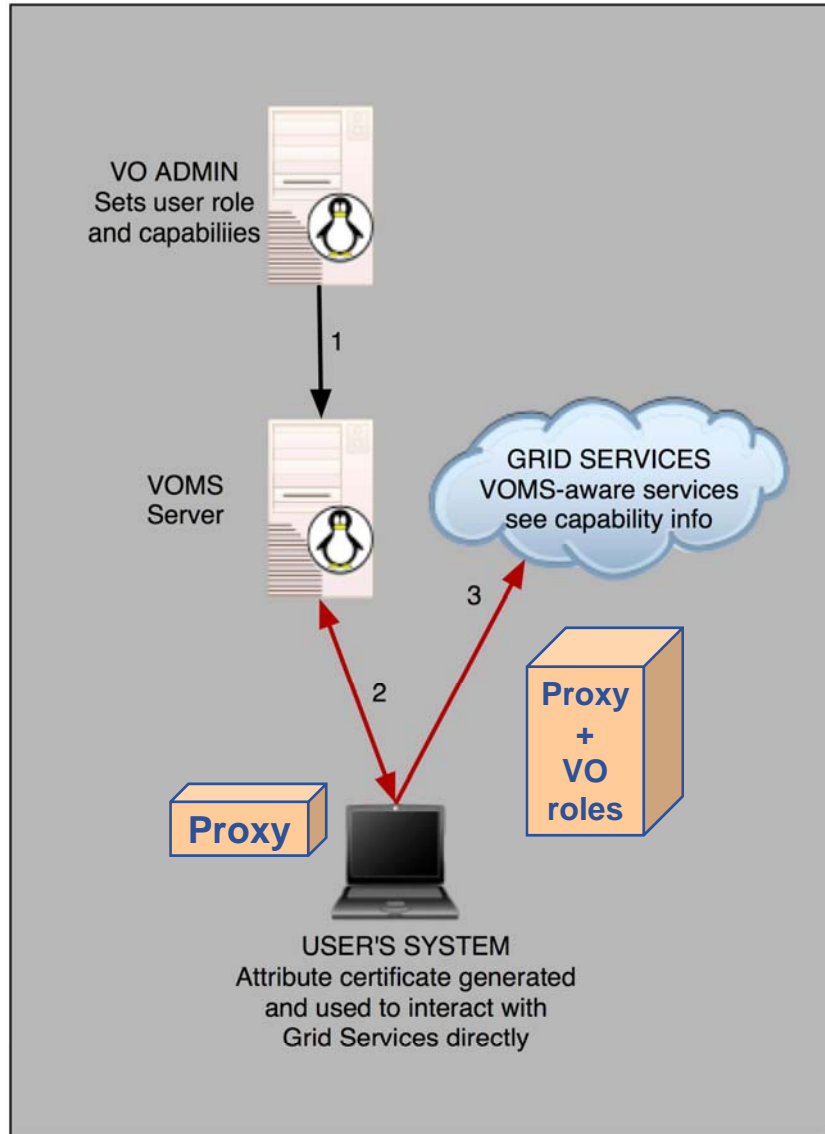 VO ADMIN
Sets user role
and capabiliies
1
VOMS
Server
GRID SERVICES
VOMS-aware services
see capability info
3
2
Proxy
+
VO
roles
Proxy
USER'S SYSTEM
Attribute certificate generated
and used to interact with
Grid Services directly